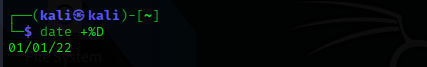 ┌──(kali㉿kali)-[~]
└─$ date +%D
01/01/22